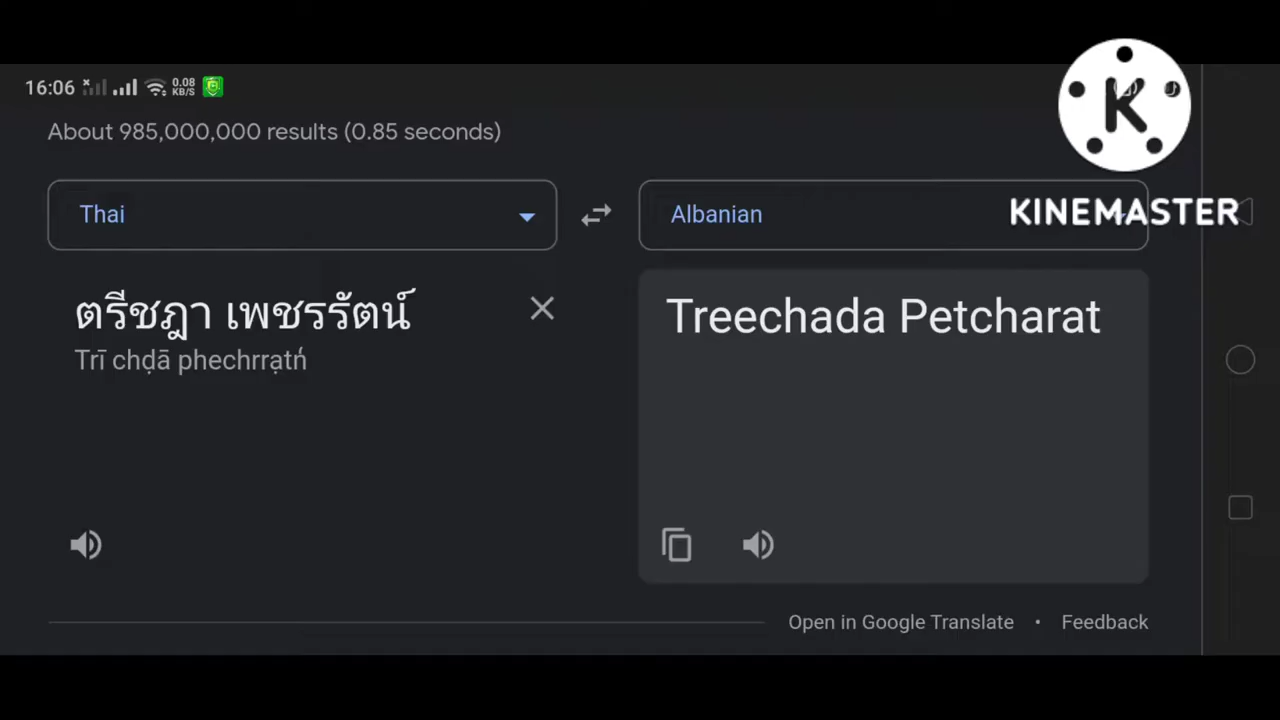 16:06 0.08 KB/S
About 985,000,000 results (0.85 seconds)
Thai
Albanian
K
KINEMASTER
ตรีชฎา เพชรรัตน์
Trī chḍā phechrrạtn̒
Treechada Petcharat
Open in Google Translate • Feedback